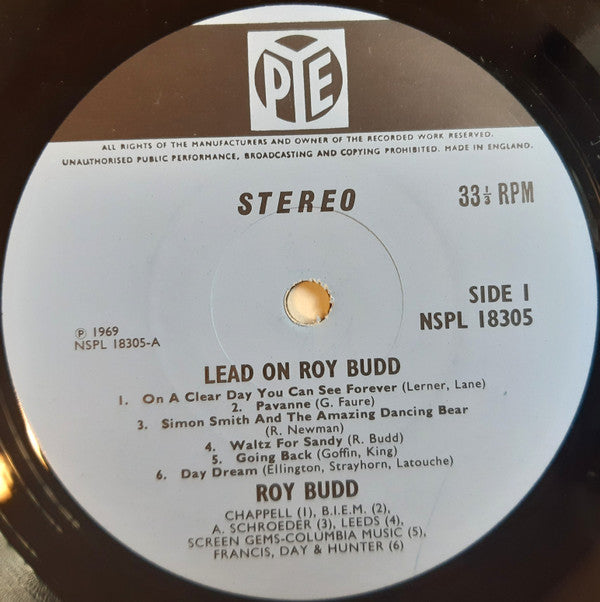 PYE
ALL RIGHTS OF THE MANUFACTURERS AND OWNER OF THE RECORDED WORK RESERVED.
UNAUTHORISED PUBLIC PERFORMANCE, BROADCASTING AND COPYING PROHIBITED. MADE IN ENGLAND.
STEREO
33⅓ RPM
SIDE 1
NSPL 18305
℗ 1969
NSPL 18305-A
LEAD ON ROY BUDD
1. On A Clear Day You Can See Forever (Lerner, Lane)
2. Pavanne (G. Faure)
3. Simon Smith And The Amazing Dancing Bear
(R. Newman)
4. Waltz For Sandy (R. Budd)
5. Going Back (Goffin, King)
6. Day Dream (Ellington, Strayhorn, Latouche)
ROY BUDD
CHAPPELL (1), B.I.E.M. (2),
A. SCHROEDER (3), LEEDS (4),
SCREEN GEMS-COLUMBIA MUSIC (5),
FRANCIS, DAY & HUNTER (6)